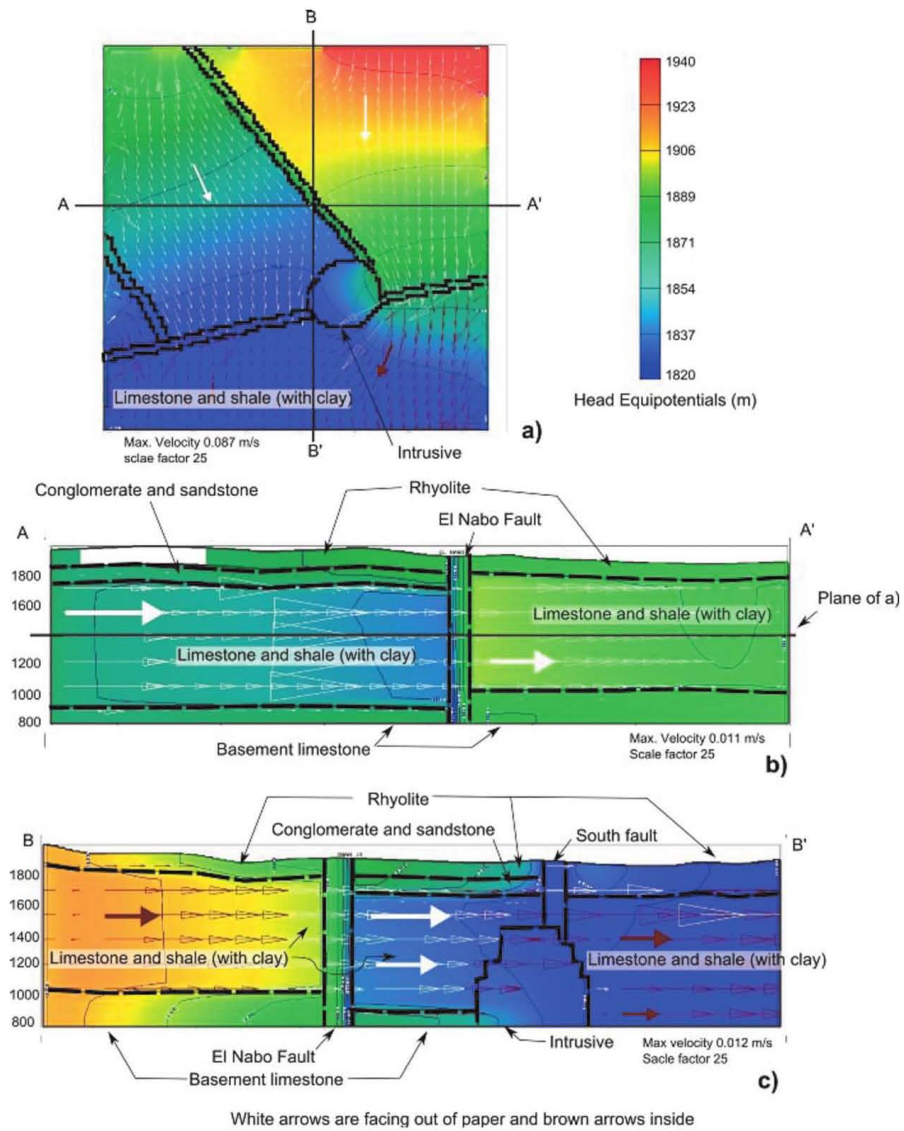 B
1940
1923
1906
A
A'
1889
1871
1854
1837
1820
Limestone and shale (with clay)
Head Equipotentials (m)
B'
a)
Max. Velocity 0.087 m/s
sclae factor 25
Intrusive
Conglomerate and sandstone
Rhyolite
El Nabo Fault
A
A'
1800
1600
1200
1000
800
Plane of a)
Limestone and shale (with clay)
Limestone and shale (with clay)
Basement limestone
Max. Velocity 0.011 m/s
Scale factor 25
b)
Rhyolite
Conglomerate and sandstone
South fault
B
B'
1800
1600
1400
1200
1000
800
Limestone and shale (with clay)
Limestone and shale (with clay)
El Nabo Fault
Basement limestone
Intrusive
Max velocity 0.012 m/s
Sacle factor 25
c)
White arrows are facing out of paper and brown arrows inside